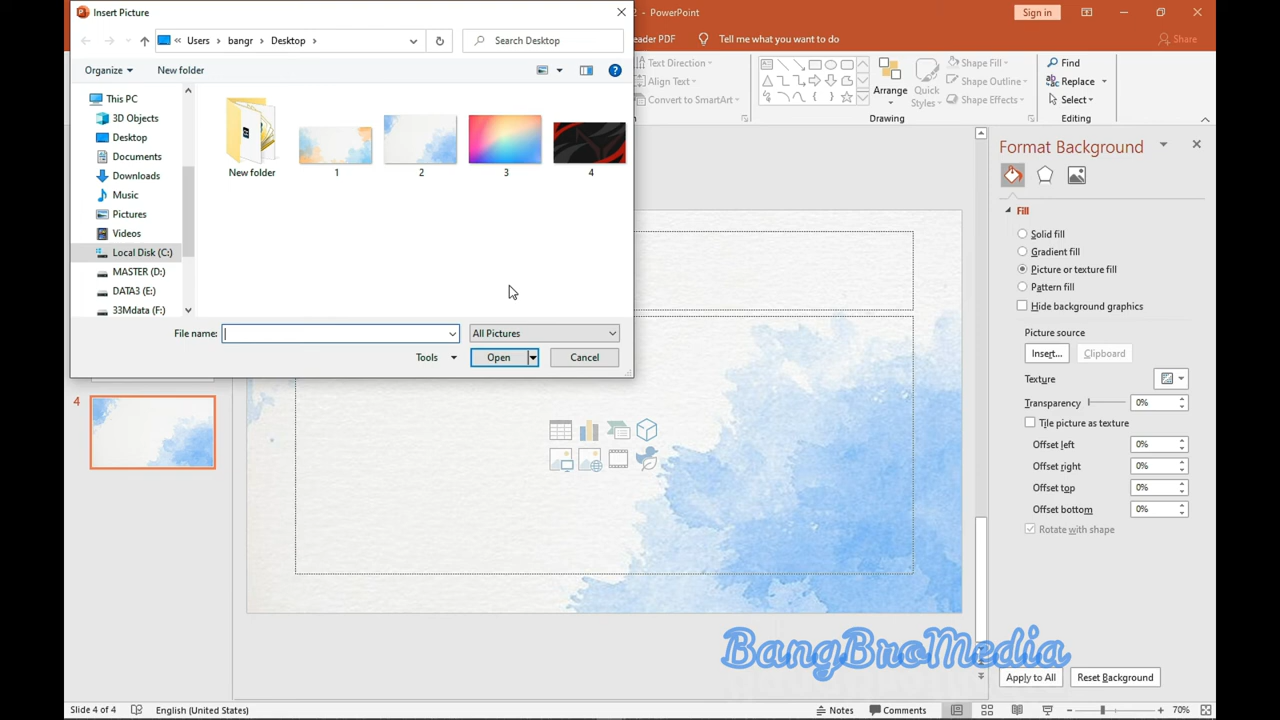 Insert Picture
2 - PowerPoint
Sign in
Users
bangr
Desktop
Search Desktop
eader PDF
Tell me what you want to do
Share
Organize
New folder
Text Direction
Align Text
Convert to SmartArt
Arrange
Quick
Styles
Shape Fill
Shape Outline
Shape Effects
Find
Replace
Select
Drawing
Editing
This PC
3D Objects
Desktop
Documents
Downloads
Music
Pictures
Videos
Local Disk (C:)
MASTER (D:)
DATA3 (E:)
33Mdata (F:)
New folder
1
2
3
4
File name:
All Pictures
Tools
Open
Cancel
Format Background
Fill
Solid fill
Gradient fill
Picture or texture fill
Pattern fill
Hide background graphics
Picture source
Insert...
Clipboard
Texture
Transparency
0%
Tile picture as texture
Offset left
0%
Offset right
0%
Offset top
0%
Offset bottom
0%
Rotate with shape
4
BangBroMedia
Apply to All
Reset Background
Slide 4 of 4
English (United States)
Notes
Comments
70%